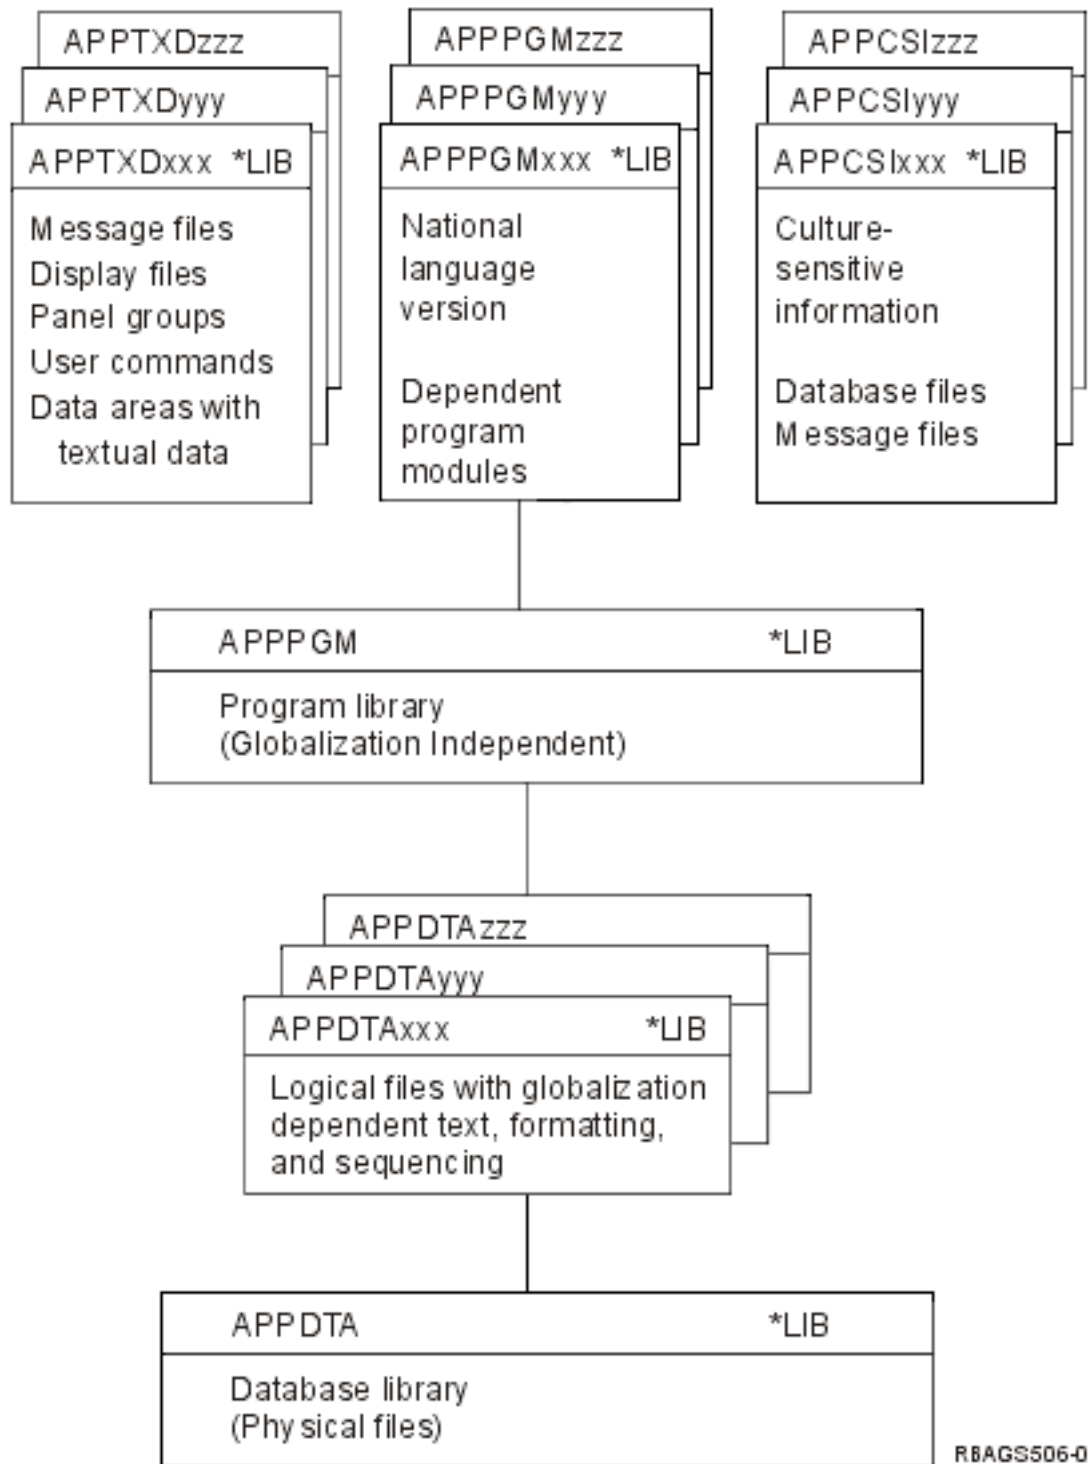 APPTXDzzz
APPTXDyyy
APPTXDxxx *LIB
Message files
Display files
Panel groups
User commands
Data areas with
textual data
APPPGMzzz
APPPGMyyy
APPPGMxxx *LIB
National
language
version
Dependent
program
modules
APPCSIzzz
APPCSIyyy
APPCSIxxx *LIB
Culture-
sensitive
information
Database files
Message files
APPPGM *LIB
Program library
(Globalization Independent)
APPDTAzzz
APPDTAyyy
APPDTAxxx *LIB
Logical files with globalization
dependent text, formatting,
and sequencing
APPDTA *LIB
Database library
(Physical files)
RBAGS506-0